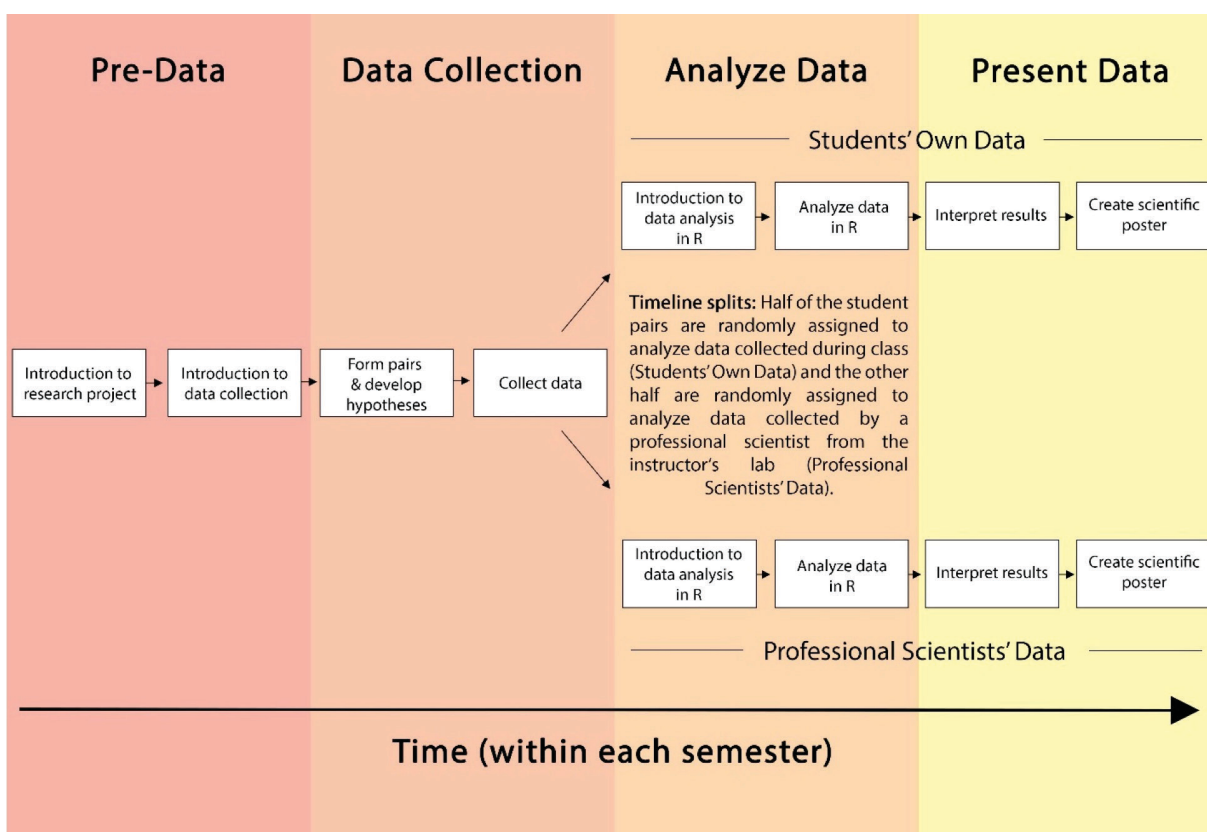 Pre-Data
Data Collection
Analyze Data
Present Data
Students' Own Data
Introduction to
data analysis
in R
Analyze data
in R
Interpret results
Create scientific
poster
Introduction to
research project
Introduction to
data collection
Form pairs
& develop
hypotheses
Collect data
Timeline splits: Half of the student
pairs are randomly assigned to
analyze data collected during class
(Students' Own Data) and the other
half are randomly assigned to
analyze data collected by a
professional scientist from the
instructor's lab (Professional
Scientists' Data).
Introduction to
data analysis
in R
Analyze data
in R
Interpret results
Create scientific
poster
Professional Scientists' Data
Time (within each semester)